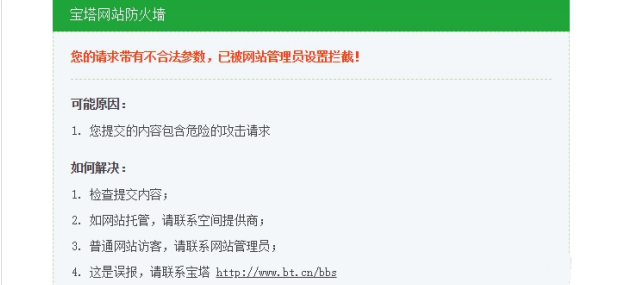 宝塔网站防火墙
您的请求带有不合法参数，已被网站管理员设置拦截！
可能原因：
1. 您提交的内容包含危险的攻击请求
如何解决：
1. 检查提交内容；
2. 如网站托管，请联系空间提供商；
3. 普通网站访客，请联系网站管理员；
4. 这是误报，请联系宝塔 http://www.bt.cn/bbs